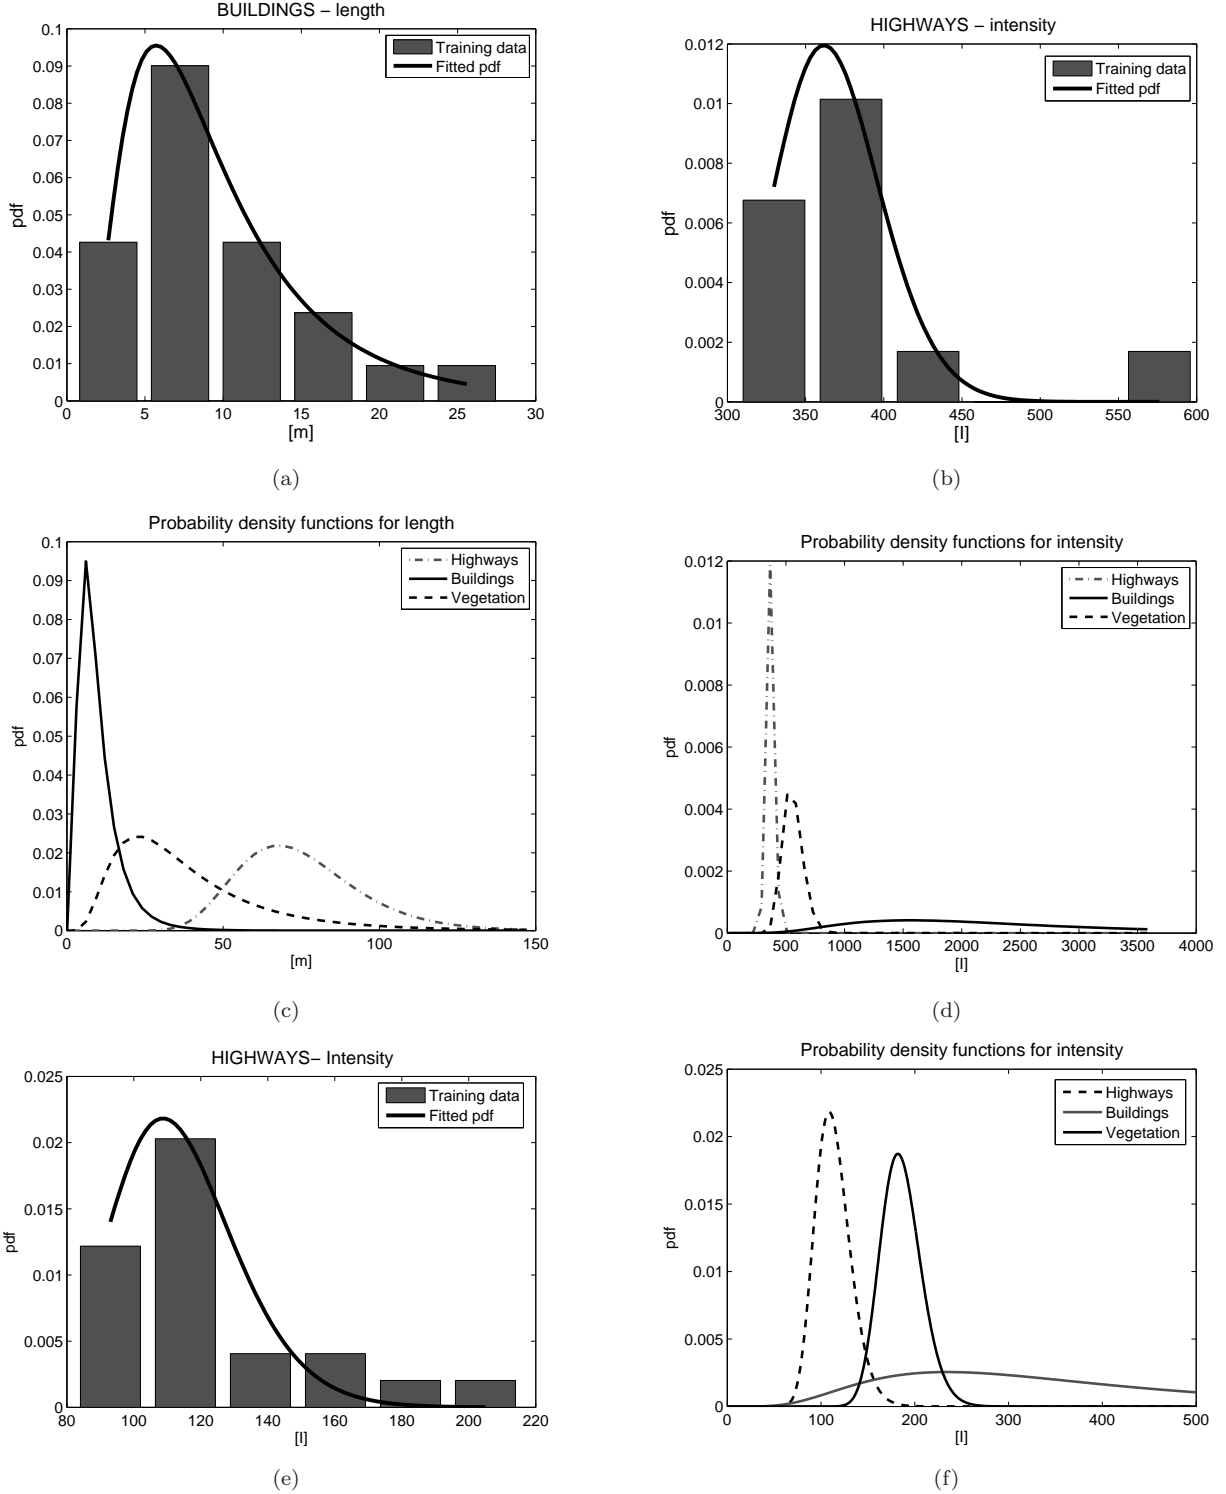 BUILDINGS – length
0.1
0.09
0.08
0.07
0.06
0.05
0.04
0.03
0.02
0.01
0
pdf
Training data
Fitted pdf
0 5 10 15 20 25 30
[m]
(a)
HIGHWAYS – intensity
0.012
0.01
0.008
0.006
0.004
0.002
0
pdf
Training data
Fitted pdf
300 350 400 450 500 550 600
[I]
(b)
Probability density functions for length
0.1
0.09
0.08
0.07
0.06
0.05
0.04
0.03
0.02
0.01
0
pdf
Highways
Buildings
Vegetation
0 50 100 150
[m]
(c)
Probability density functions for intensity
0.012
0.01
0.008
0.006
0.004
0.002
0
pdf
Highways
Buildings
Vegetation
0 500 1000 1500 2000 2500 3000 3500 4000
[I]
(d)
HIGHWAYS– Intensity
0.025
0.02
0.015
0.01
0.005
0
pdf
Training data
Fitted pdf
80 100 120 140 160 180 200 220
[I]
(e)
Probability density functions for intensity
0.025
0.02
0.015
0.01
0.005
0
pdf
Highways
Buildings
Vegetation
0 100 200 300 400 500
[I]
(f)